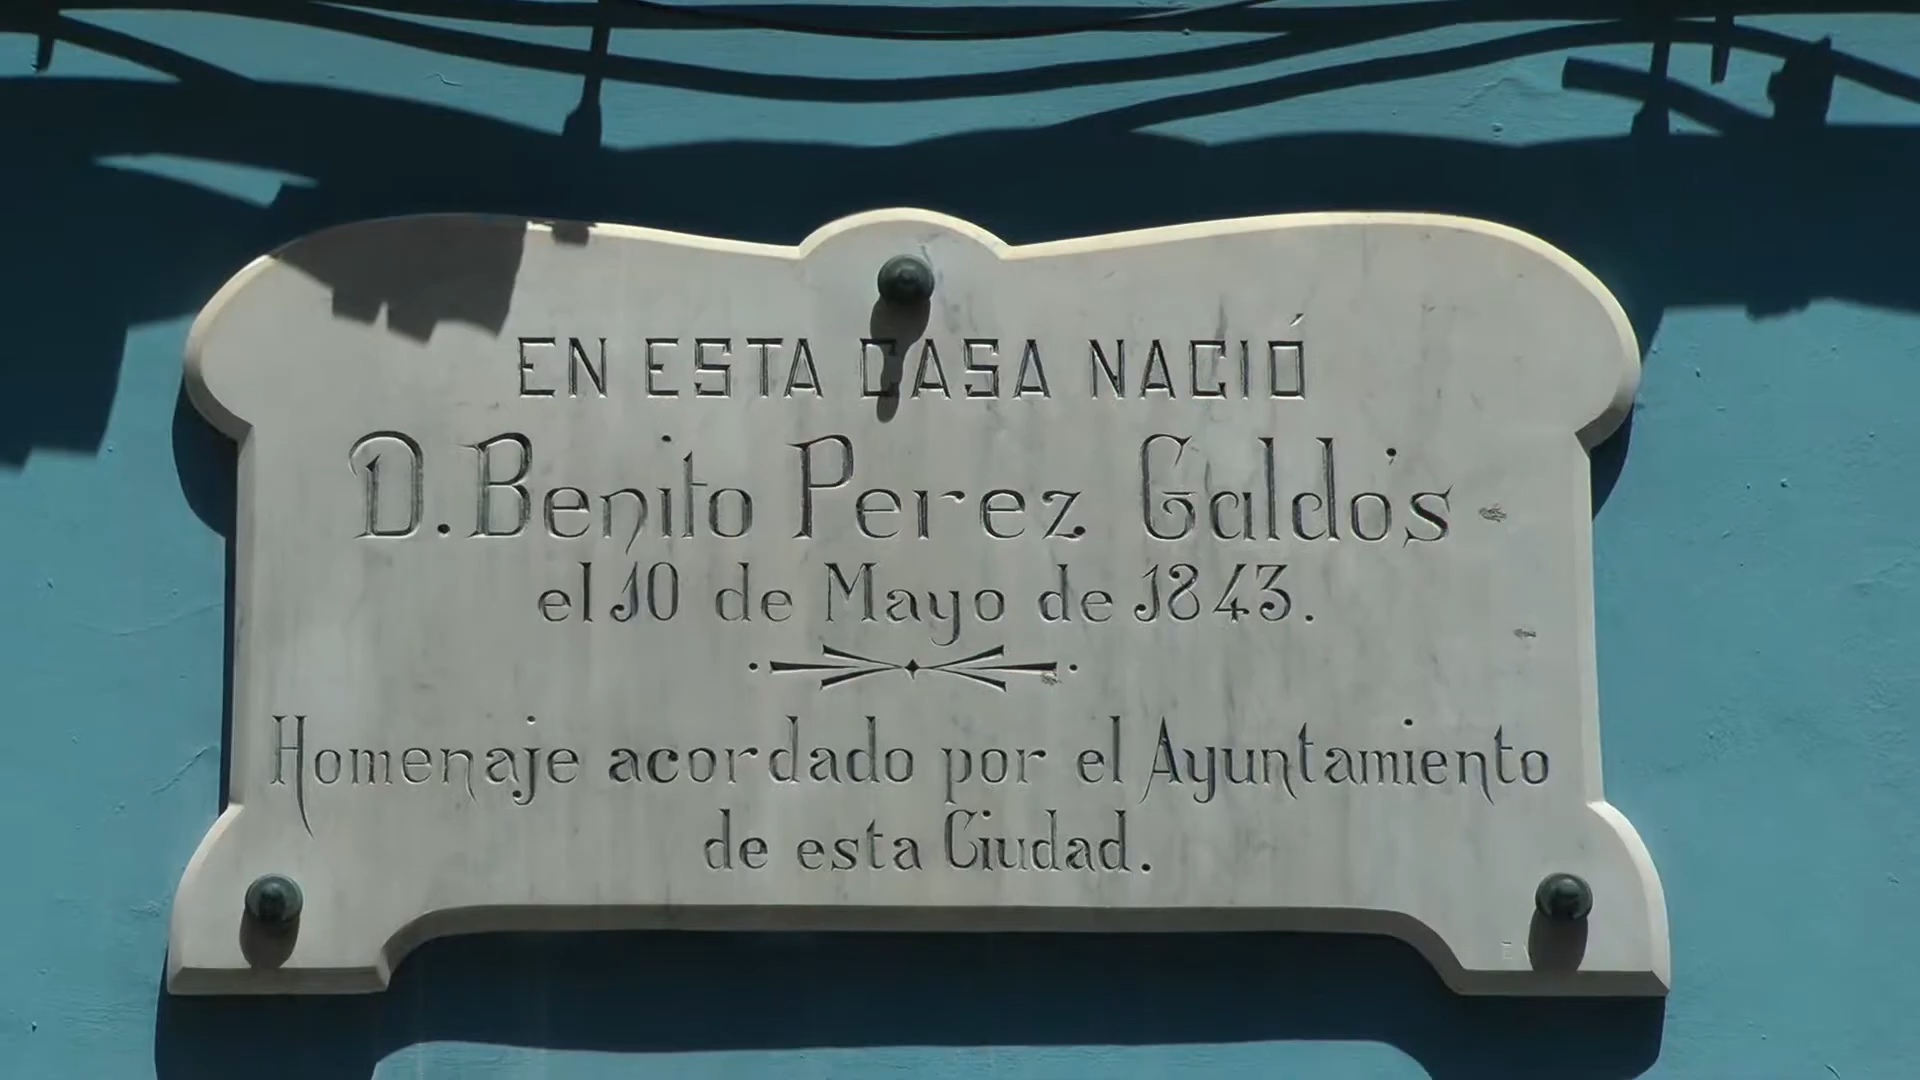 EN ESTA CASA NACIÓ
D. Benito Perez Galdós
el 10 de Mayo de 1843.
Homenaje acordado por el Ayuntamiento
de esta Ciudad.